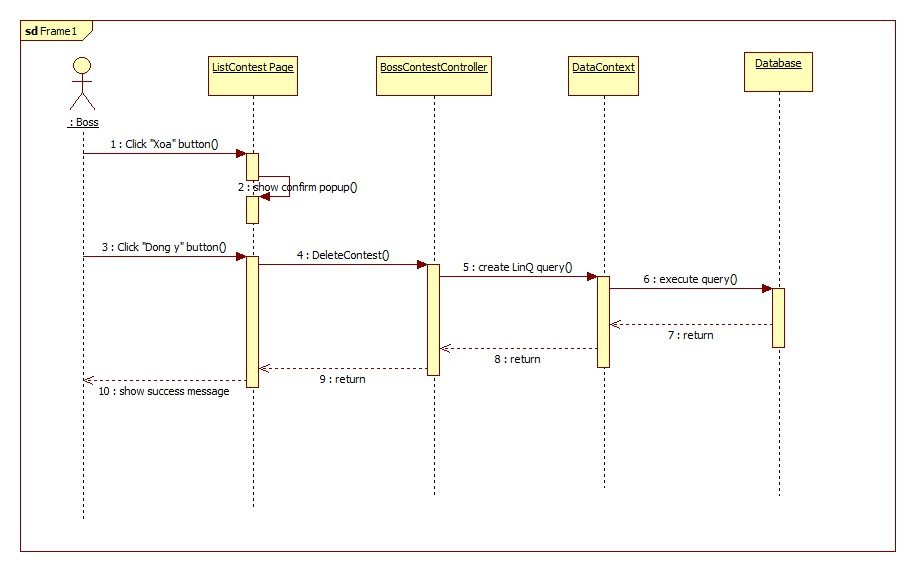 sd Frame1
ListContest Page
BossContestController
DataContext
Database
: Boss
1 : Click "Xoa" button()
2 : show confirm popup()
3 : Click "Dong y" button()
4 : DeleteContest()
5 : create LinQ query()
6 : execute query()
7 : return
8 : return
9 : return
10 : show success message